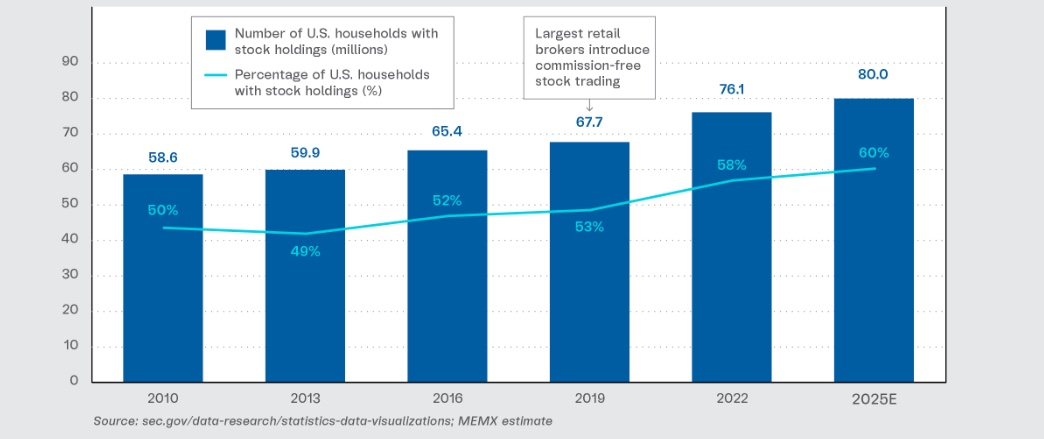 Number of U.S. households with
stock holdings (millions)
Percentage of U.S. households
with stock holdings (%)
Largest retail
brokers introduce
commission-free
stock trading
90
80
70
60
50
40
30
20
10
0
58.6
59.9
65.4
67.7
76.1
80.0
50%
49%
52%
53%
58%
60%
2010
2013
2016
2019
2022
2025E
Source: sec.gov/data-research/statistics-data-visualizations; MEMX estimate